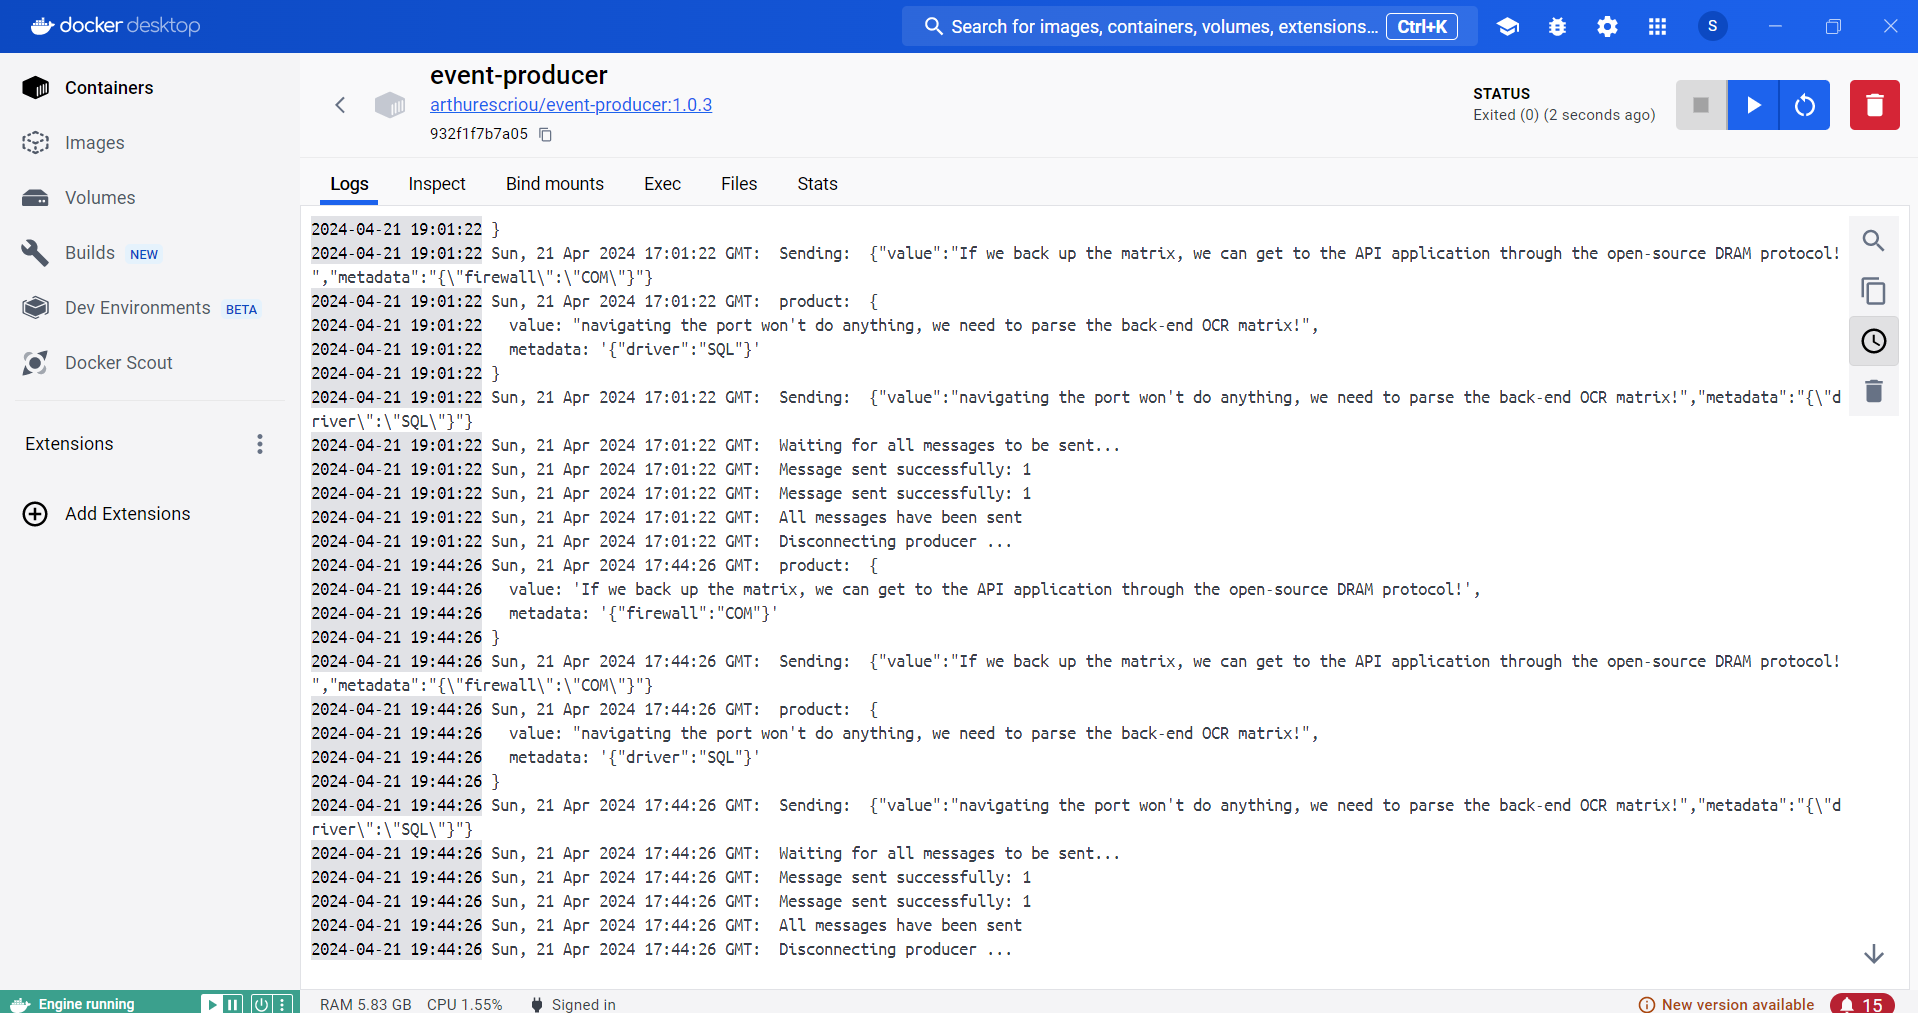 docker desktop
Search for images, containers, volumes, extensions... Ctrl+K
S
Containers
Images
Volumes
Builds NEW
Dev Environments BETA
Docker Scout
Extensions
Add Extensions
event-producer
arthurescriou/event-producer:1.0.3
932f1f7b7a05
STATUS
Exited (0) (2 seconds ago)
Logs Inspect Bind mounts Exec Files Stats
2024-04-21 19:01:22 }
2024-04-21 19:01:22 Sun, 21 Apr 2024 17:01:22 GMT:  Sending:  {"value":"If we back up the matrix, we can get to the API application through the open-source DRAM protocol!
","metadata":"{\"firewall\":\"COM\"}"}
2024-04-21 19:01:22 Sun, 21 Apr 2024 17:01:22 GMT:  product:  {
2024-04-21 19:01:22   value: "navigating the port won't do anything, we need to parse the back-end OCR matrix!",
2024-04-21 19:01:22   metadata: '{"driver":"SQL"}'
2024-04-21 19:01:22 }
2024-04-21 19:01:22 Sun, 21 Apr 2024 17:01:22 GMT:  Sending:  {"value":"navigating the port won't do anything, we need to parse the back-end OCR matrix!","metadata":"{\"d
river\":\"SQL\"}"}
2024-04-21 19:01:22 Sun, 21 Apr 2024 17:01:22 GMT:  Waiting for all messages to be sent...
2024-04-21 19:01:22 Sun, 21 Apr 2024 17:01:22 GMT:  Message sent successfully: 1
2024-04-21 19:01:22 Sun, 21 Apr 2024 17:01:22 GMT:  Message sent successfully: 1
2024-04-21 19:01:22 Sun, 21 Apr 2024 17:01:22 GMT:  All messages have been sent
2024-04-21 19:01:22 Sun, 21 Apr 2024 17:01:22 GMT:  Disconnecting producer ...
2024-04-21 19:44:26 Sun, 21 Apr 2024 17:44:26 GMT:  product:  {
2024-04-21 19:44:26   value: 'If we back up the matrix, we can get to the API application through the open-source DRAM protocol!',
2024-04-21 19:44:26   metadata: '{"firewall":"COM"}'
2024-04-21 19:44:26 }
2024-04-21 19:44:26 Sun, 21 Apr 2024 17:44:26 GMT:  Sending:  {"value":"If we back up the matrix, we can get to the API application through the open-source DRAM protocol!
","metadata":"{\"firewall\":\"COM\"}"}
2024-04-21 19:44:26 Sun, 21 Apr 2024 17:44:26 GMT:  product:  {
2024-04-21 19:44:26   value: "navigating the port won't do anything, we need to parse the back-end OCR matrix!",
2024-04-21 19:44:26   metadata: '{"driver":"SQL"}'
2024-04-21 19:44:26 }
2024-04-21 19:44:26 Sun, 21 Apr 2024 17:44:26 GMT:  Sending:  {"value":"navigating the port won't do anything, we need to parse the back-end OCR matrix!","metadata":"{\"d
river\":\"SQL\"}"}
2024-04-21 19:44:26 Sun, 21 Apr 2024 17:44:26 GMT:  Waiting for all messages to be sent...
2024-04-21 19:44:26 Sun, 21 Apr 2024 17:44:26 GMT:  Message sent successfully: 1
2024-04-21 19:44:26 Sun, 21 Apr 2024 17:44:26 GMT:  Message sent successfully: 1
2024-04-21 19:44:26 Sun, 21 Apr 2024 17:44:26 GMT:  All messages have been sent
2024-04-21 19:44:26 Sun, 21 Apr 2024 17:44:26 GMT:  Disconnecting producer ...
Engine running
RAM 5.83 GB CPU 1.55% Signed in
New version available 15